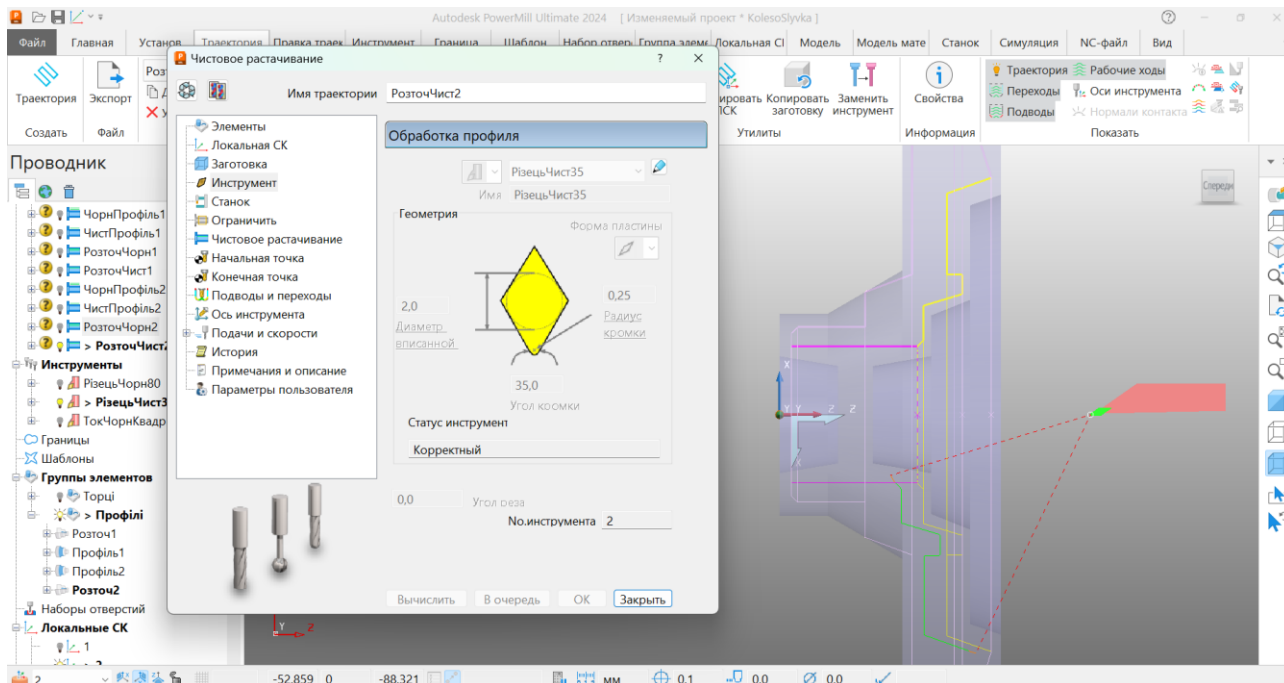 Autodesk PowerMill Ultimate 2024 [ Изменяемый проект * KolesoSlyvka ]
Файл Главная Установ Траектория Правка траек Инструмент Граница Шаблон Набор отвер Группа элеме Локальная СІ Модель Модель мате Станок Симуляция NC-файл Вид
Траектория
Экспорт
Создать
Файл
Копировать заготовку
Заменить инструмент
Утилиты
Свойства
Информация
Траектория Рабочие ходы
Переходы Оси инструмента
Подводы Нормали контакта
Показать
Чистовое растачивание ? ×
Имя траектории РозточЧист2
Элементы
Локальная СК
Заготовка
Инструмент
Станок
Ограничить
Чистовое растачивание
Начальная точка
Конечная точка
Подводы и переходы
Ось инструмента
Подачи и скорости
История
Примечания и описание
Параметры пользователя
Обработка профиля
РізецьЧист35
Имя РізецьЧист35
Геометрия
Форма пластины
2,0
Диаметр вписанной
0,25
Радиус кромки
35,0
Угол кромки
Статус инструмент
Корректный
0,0 Угол реза
No.инструмента 2
Вычислить В очередь ОК Закрыть
Проводник
ЧорнПрофіль1
ЧистПрофіль1
РозточЧорн1
РозточЧист1
ЧорнПрофіль2
ЧистПрофіль2
РозточЧорн2
> РозточЧист2
Инструменты
РізецьЧорн80
> РізецьЧист3
ТокЧорнКвадр
Границы
Шаблоны
Группы элементов
Торці
> Профілі
Розточ1
Профіль1
Профіль2
Розточ2
Наборы отверстий
Локальные СК
1
Спереди
X
Y Y Z Z
Y Z
2 -52.859 0 -88.321 мм 0.1 0.0 0.0